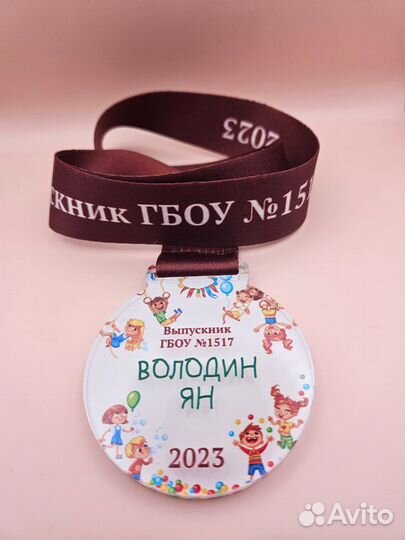 2023
скник ГБОУ №151
Выпускник
ГБОУ №1517
ВОЛОДИН
ЯН
2023
Avito